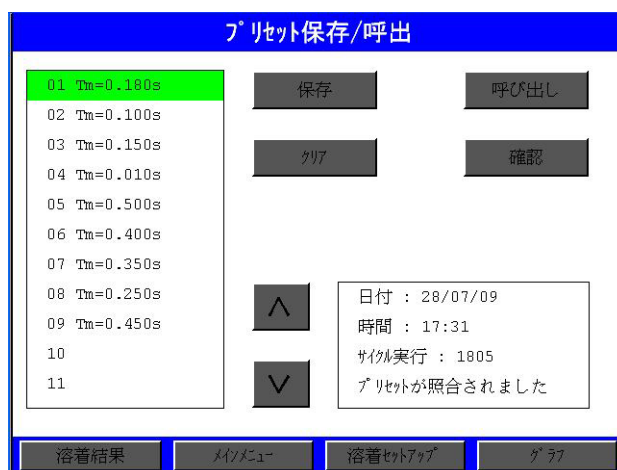 ﾌﾟﾘｾｯﾄ保存/呼出
01 Tm=0.180s
02 Tm=0.100s
03 Tm=0.150s
04 Tm=0.010s
05 Tm=0.500s
06 Tm=0.400s
07 Tm=0.350s
08 Tm=0.250s
09 Tm=0.450s
10
11
保存
呼び出し
ｸﾘｱ
確認
日付 : 28/07/09
時間 : 17:31
ｻｲｸﾙ実行 : 1805
ﾌﾟﾘｾｯﾄが照合されました
溶着結果
ﾒｲﾝﾒﾆｭｰ
溶着ｾｯﾄｱｯﾌﾟ
ｸﾞﾗﾌ